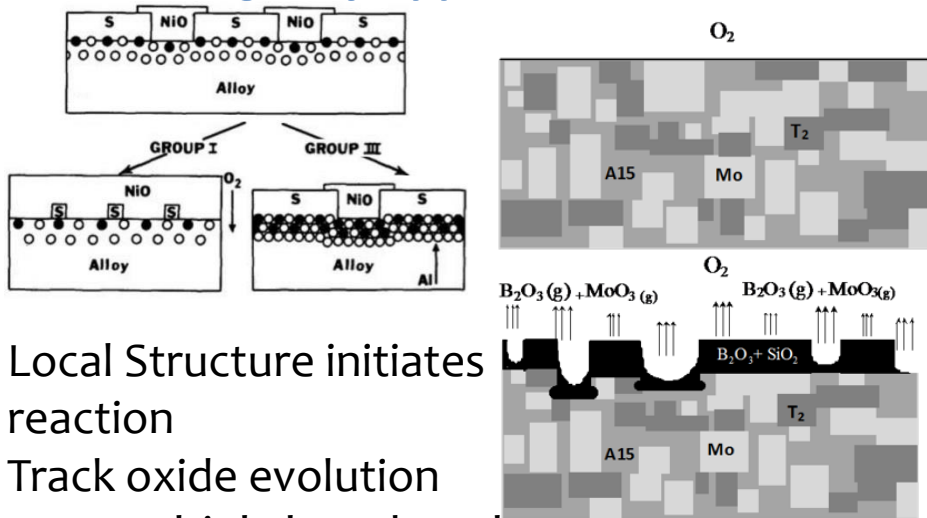 S NiO S NiO S
Alloy
GROUP I GROUP III
O2
NiO
S S S
Alloy
S NiO S
Alloy
Al
O2
T2
A15 Mo
O2
B2O3 (g) + MoO3 (g) B2O3 (g) + MoO3(g)
B2O3+ SiO2
T2
A15 Mo
Local Structure initiates
reaction
Track oxide evolution